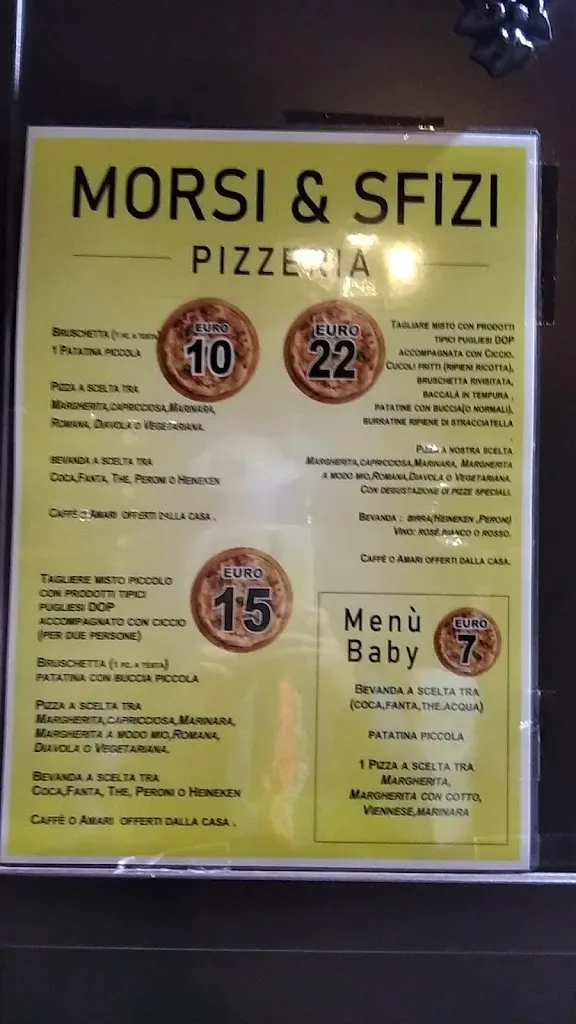 MORSI & SFIZI
PIZZERIA
BRUSCHETTA (1 PZ. A TESTA)
1 PATATINA PICCOLA
EURO
10
PIZZA A SCELTA TRA
MARGHERITA,CAPRICCIOSA,MARINARA,
ROMANA, DIAVOLA O VEGETARIANA.
BEVANDA A SCELTA TRA
COCA,FANTA, THE, PERONI O HEINEKEN
CAFFÈ O AMARI OFFERTI DALLA CASA .
EURO
22
TAGLIARE MISTO CON PRODOTTI
TIPICI PUGLIESI DOP
ACCOMPAGNATA CON CICCIO.
CUCOLI FRITTI (RIPIENI RICOTTA),
BRUSCHETTA RIVISITATA,
BACCALÀ IN TEMPURA ,
PATATINE CON BUCCIA(O NORMALI),
BURRATINE RIPIENE DI STRACCIATELLA
.
PIZZA A NOSTRA SCELTA
MARGHERITA,CAPRICCIOSA,MARINARA, MARGHERITA
A MODO MIO,ROMANA,DIAVOLA O VEGETARIANA.
CON DEGUSTAZIONE DI PIZZE SPECIALI.
BEVANDA : BIRRA(HEINEKEN ,PERONI)
VINO: ROSÈ,BIANCO O ROSSO.
CAFFÈ O AMARI OFFERTI DALLA CASA.
TAGLIERE MISTO PICCOLO
CON PRODOTTI TIPICI
PUGLIESI DOP
ACCOMPAGNATO CON CICCIO
(PER DUE PERSONE)
EURO
15
BRUSCHETTA (1 PZ. A TESTA)
PATATINA CON BUCCIA PICCOLA
PIZZA A SCELTA TRA
MARGHERITA,CAPRICCIOSA,MARINARA,
MARGHERITA A MODO MIO,ROMANA,
DIAVOLA O VEGETARIANA.
BEVANDA A SCELTA TRA
COCA,FANTA, THE, PERONI O HEINEKEN
CAFFÈ O AMARI OFFERTI DALLA CASA .
Menù
Baby
EURO
7
BEVANDA A SCELTA TRA
(COCA,FANTA,THE,ACQUA)
PATATINA PICCOLA
1 PIZZA A SCELTA TRA
MARGHERITA,
MARGHERITA CON COTTO,
VIENNESE,MARINARA